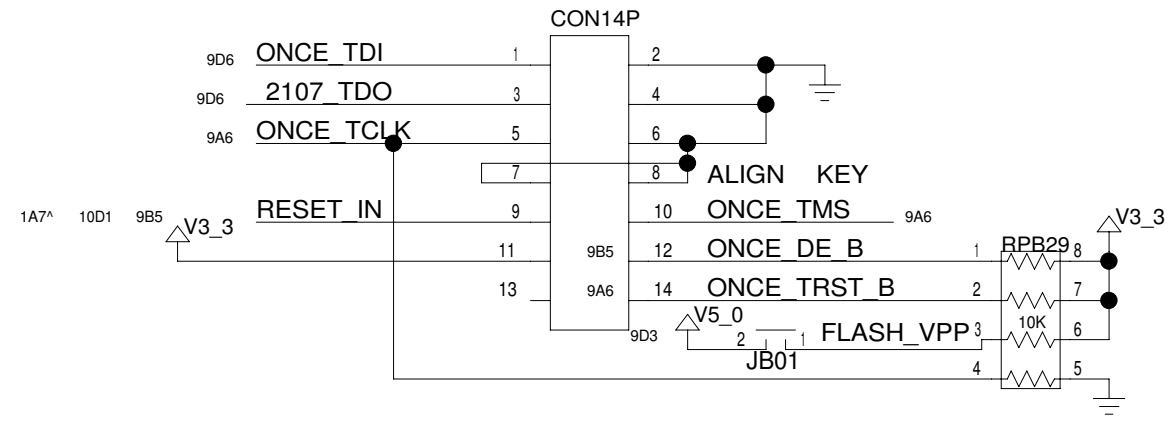 CON14P
9D6 ONCE_TDI 1 2
9D6 2107_TDO 3 4
9A6 ONCE_TCLK 5 6
7 8 ALIGN KEY
1A7^ 10D1 9B5 RESET_IN 9 10 ONCE_TMS 9A6
V3_3 V3_3
11 9B5 12 ONCE_DE_B 1 RPB29 8
13 9A6 14 ONCE_TRST_B 2 7
V5_0 10K
9D3 2 1 FLASH_VPP 3 6
JB01
4 5